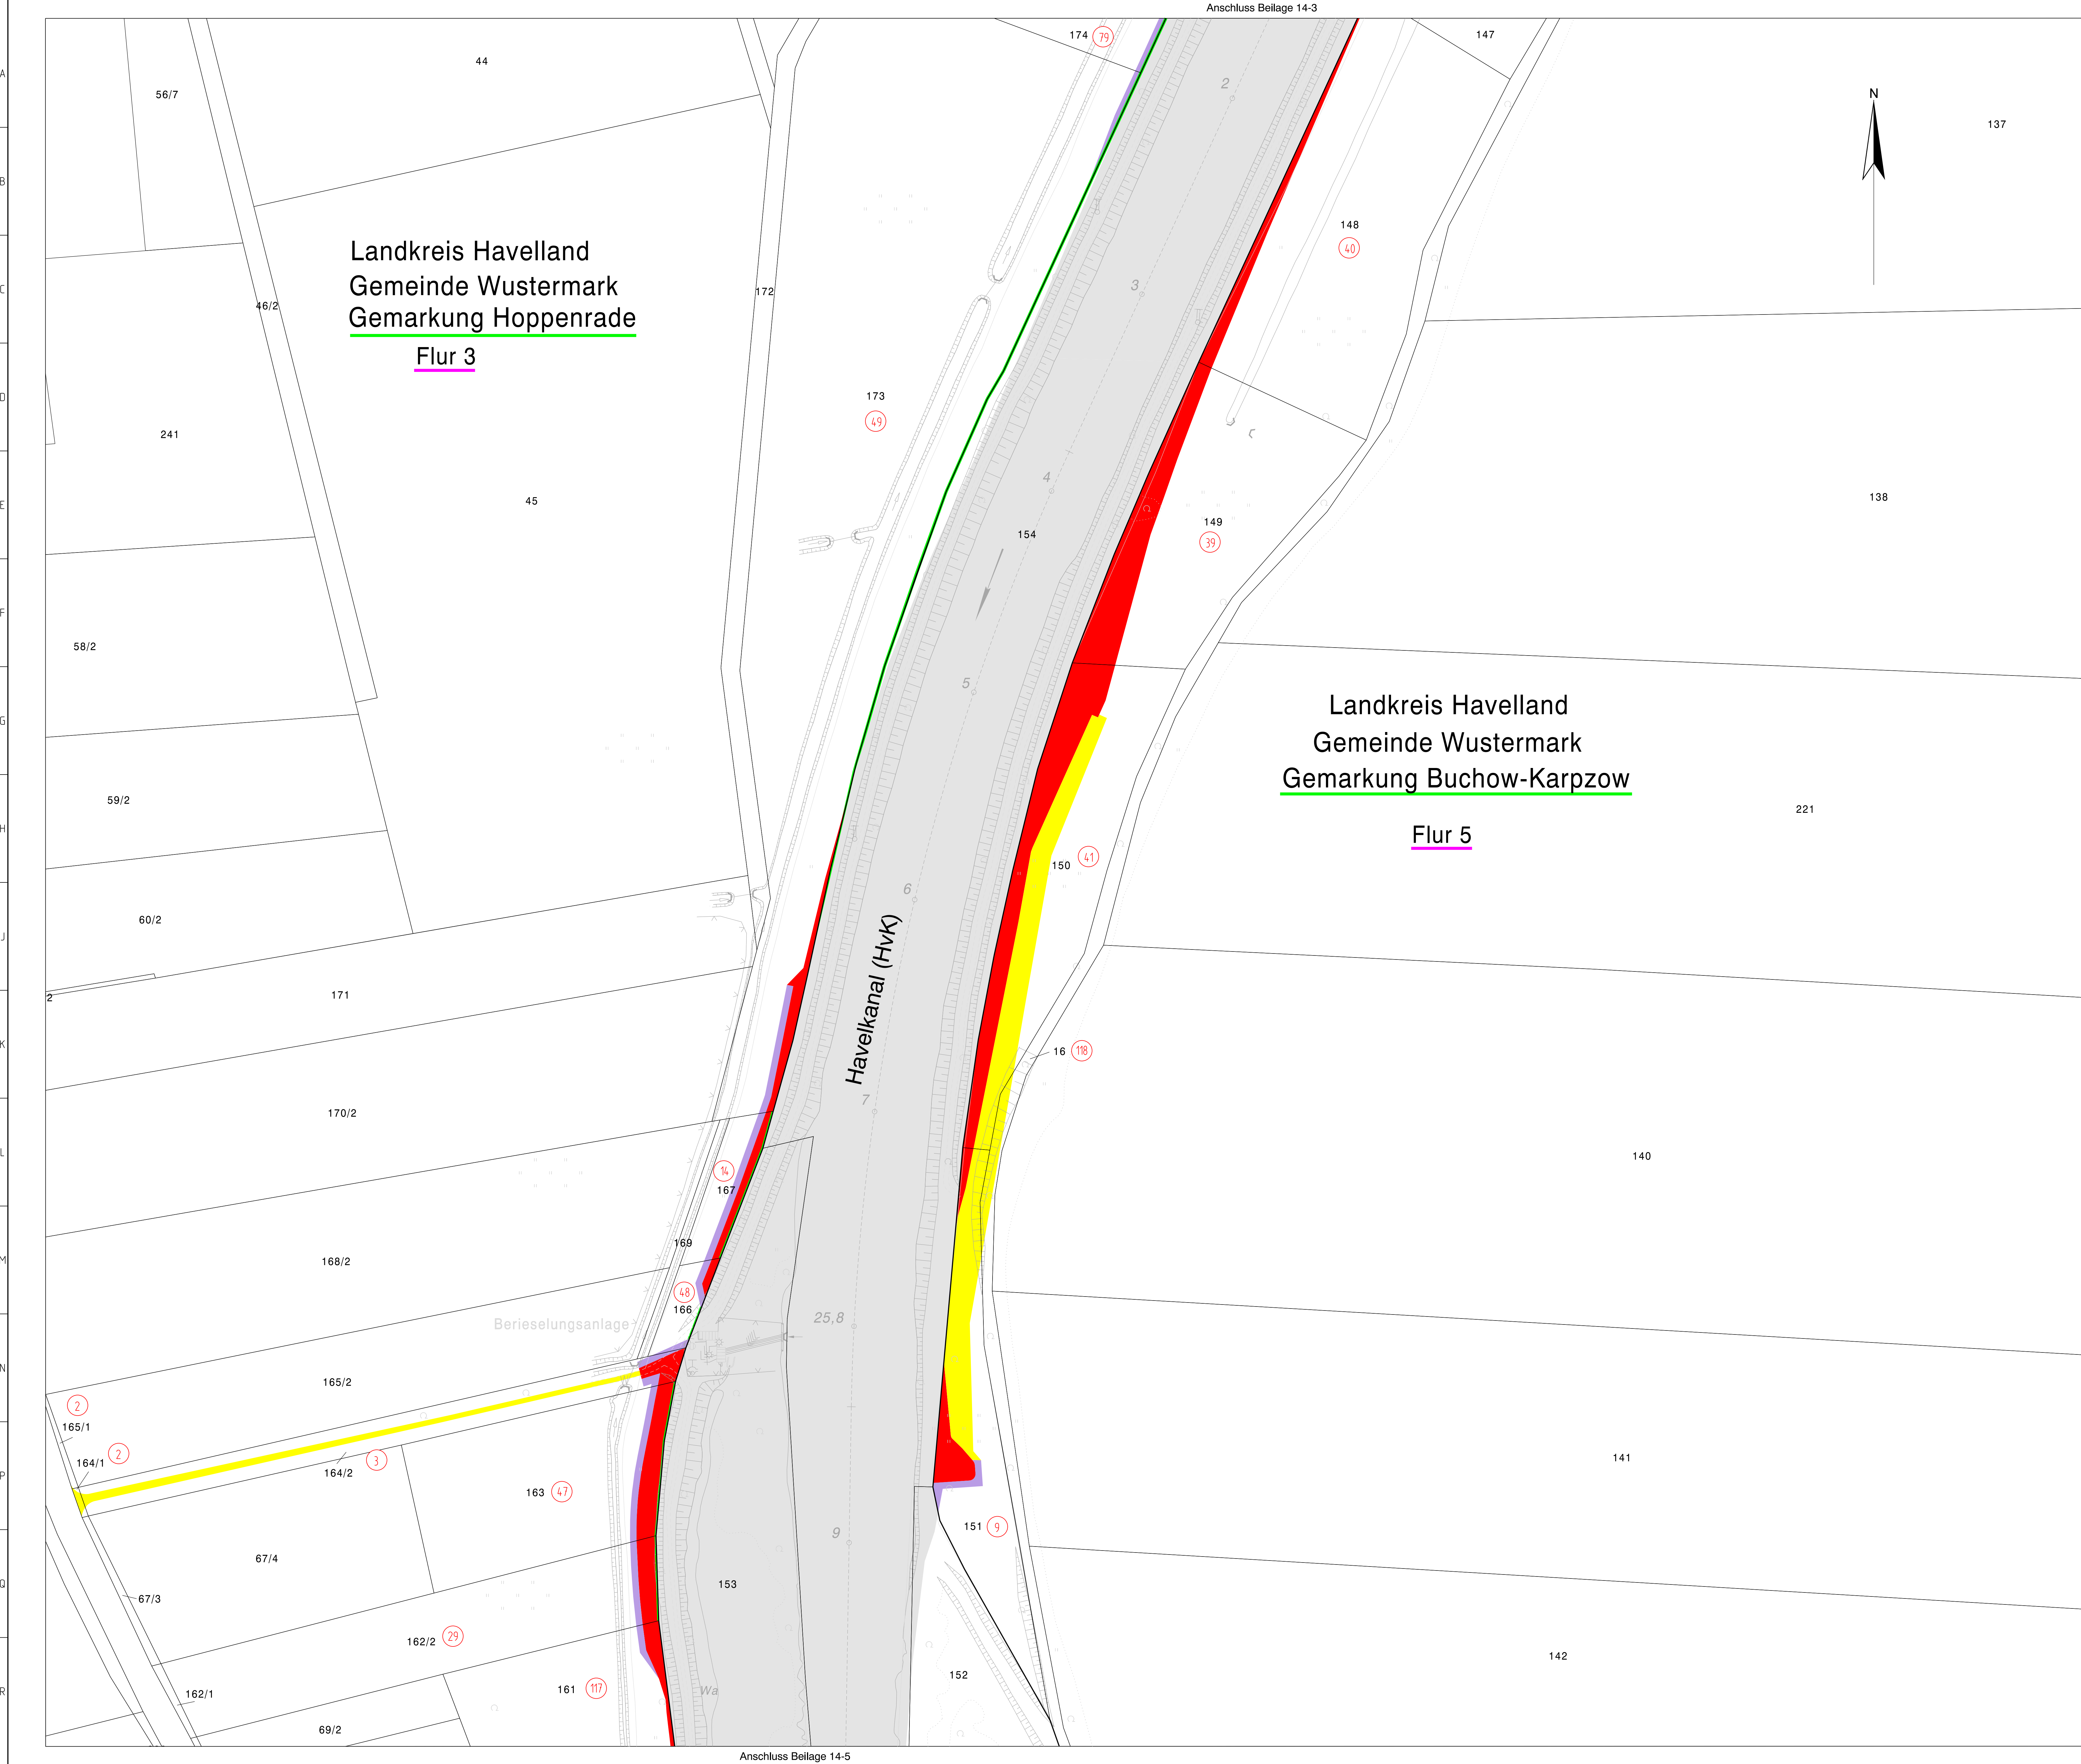 Anschluss Beilage 14-3
A
B
C
D
E
F
G
H
J
K
L
M
N
P
Q
R
44
56/7
174 79
147
2
N
137
148
40
Landkreis Havelland
Gemeinde Wustermark
Gemarkung Hoppenrade
Flur 3
46/2
172
3
173
49
241
45
4
138
149
39
154
58/2
5
Landkreis Havelland
Gemeinde Wustermark
Gemarkung Buchow-Karpzow
Flur 5
59/2
221
150 41
6
60/2
Havelkanal (HvK)
2
171
16 118
7
170/2
140
14
167
169
168/2
48
166
Berieselungsanlage
25,8
165/2
2
165/1
164/1 2
3
164/2
141
163 47
151 9
9
67/4
153
67/3
162/2 29
142
152
161 117
Wa
162/1
69/2
Anschluss Beilage 14-5